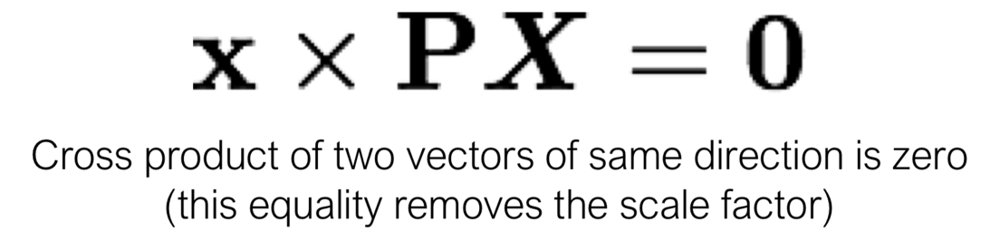 x × PX = 0
Cross product of two vectors of same direction is zero
(this equality removes the scale factor)